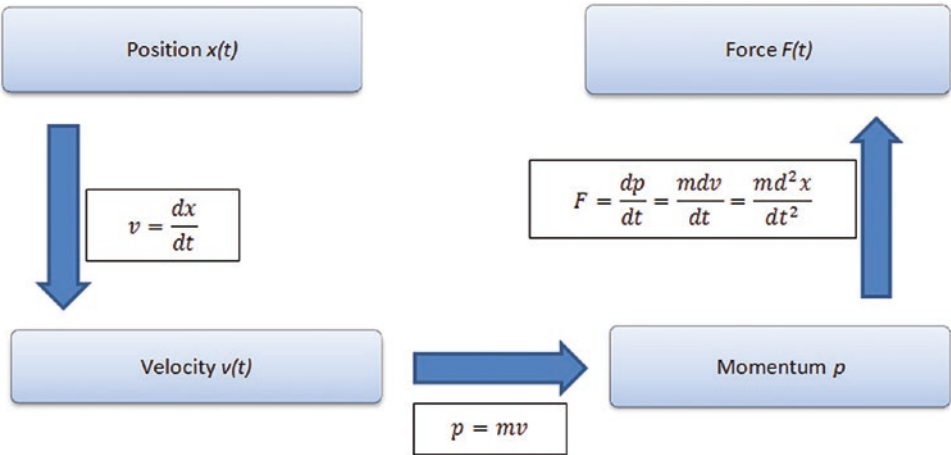 Position x(t)
Force F(t)
v = dx/dt
F = dp/dt = mdv/dt = md²x/dt²
Velocity v(t)
Momentum p
p = mv